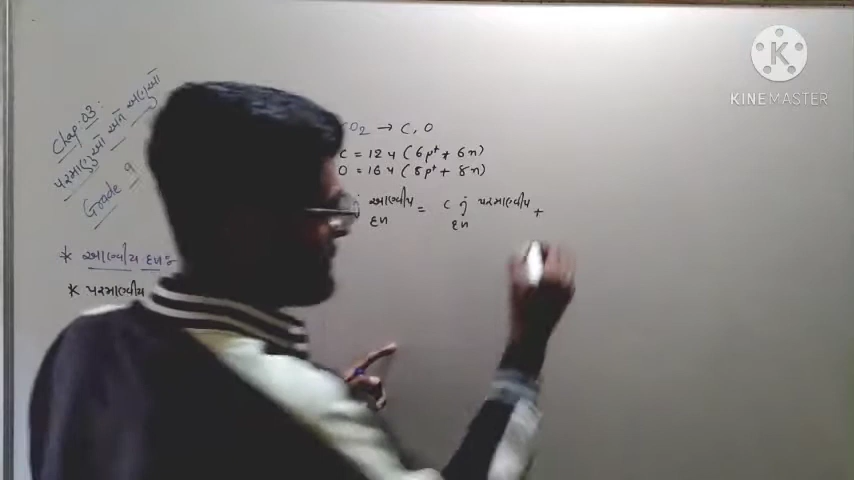 Chap: 03:
પરમાણુઓ અને અણુઓ
Grade 9
* આણ્વીય દળ:
* પરમાણ્વીય
CO₂ → C, O
C = 12 u (6p⁺ + 6n)
O = 16 u (8p⁺ + 8n)
નું આણ્વીય દળ = C નું પરમાણ્વીય દળ +
K
KINEMASTER